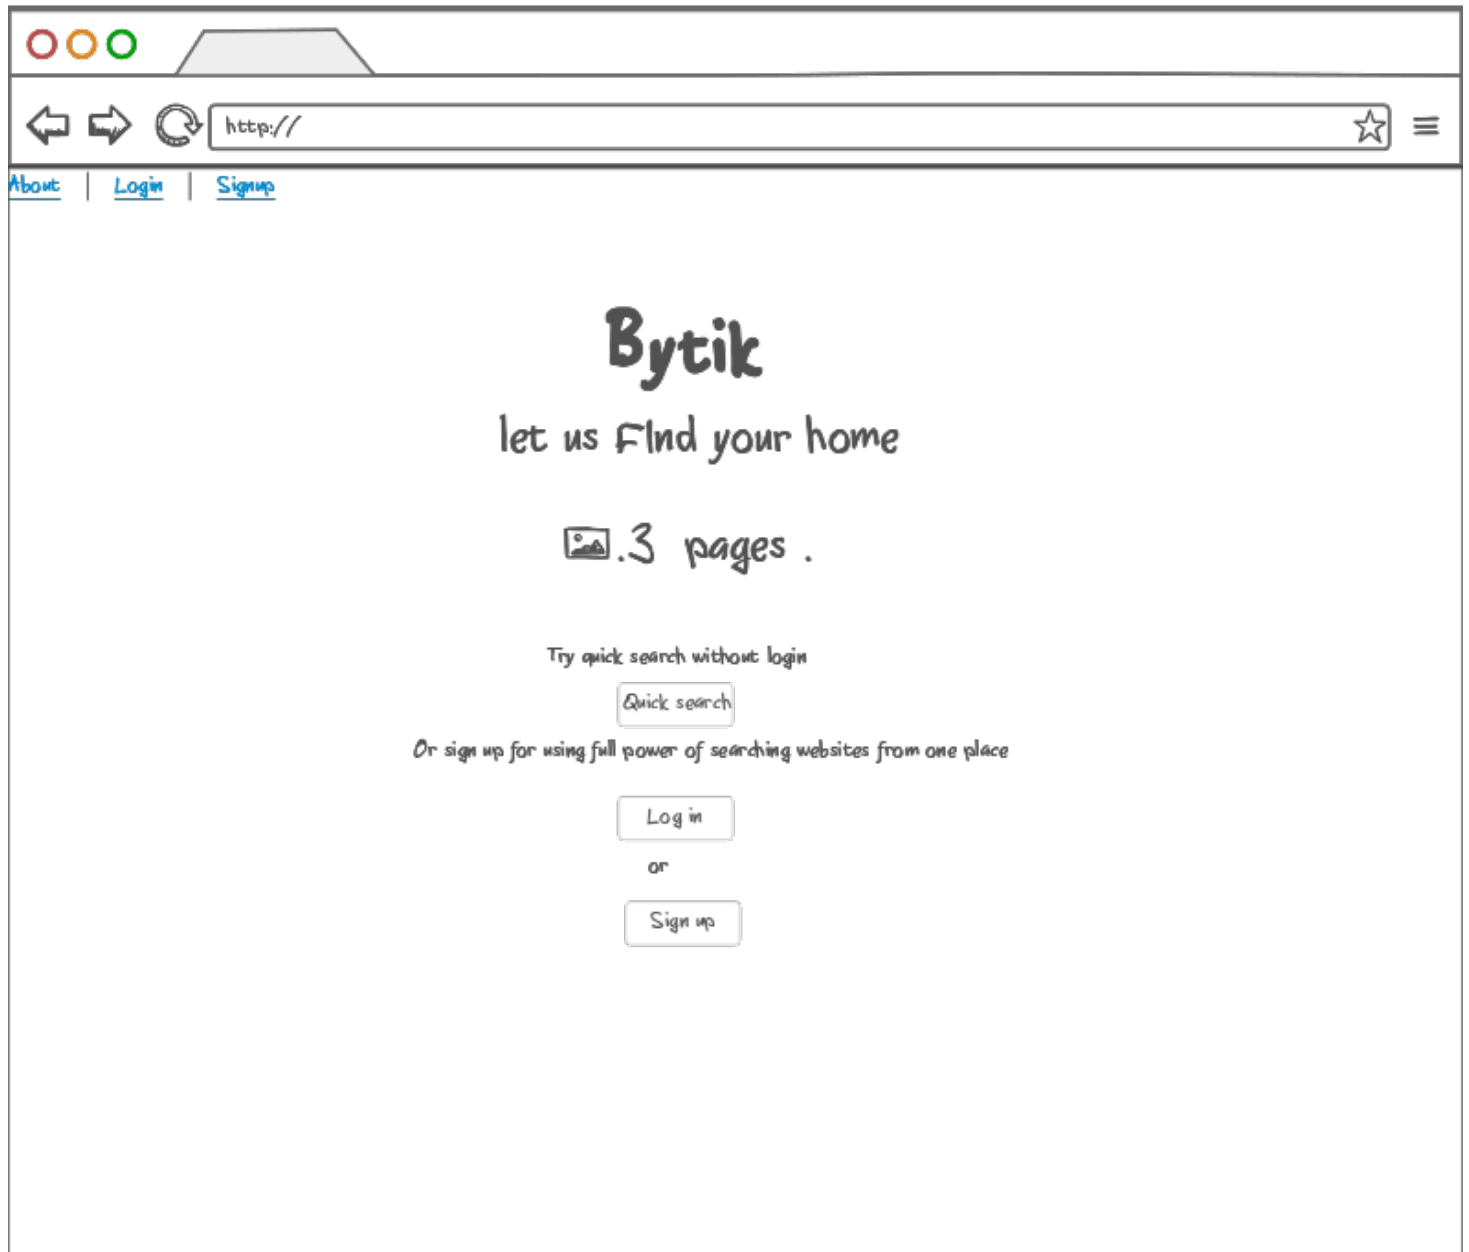 http://
About | Login | Signup
Bytik
let us FInd your home
.3 pages .
Try quick search without login
Quick search
Or sign up for using full power of searching websites from one place
Log in
or
Sign up